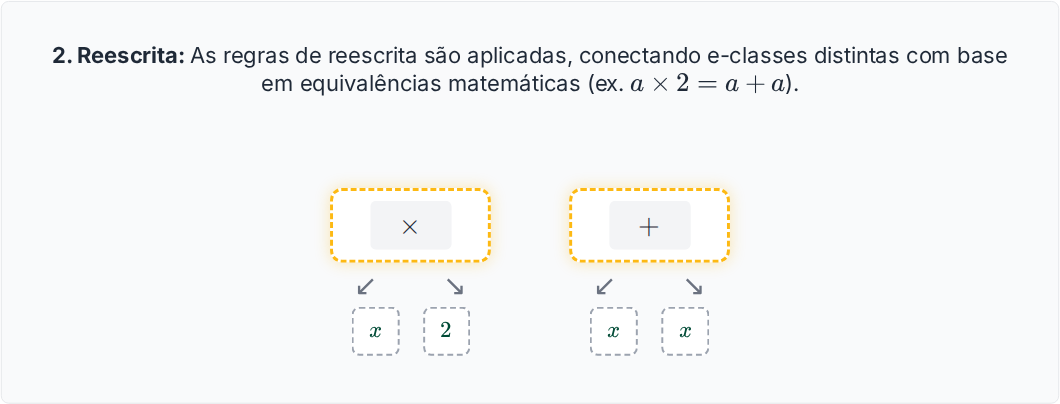 2. Reescrita: As regras de reescrita são aplicadas, conectando e-classes distintas com base
em equivalências matemáticas (ex. a × 2 = a + a).
× +
↙ ↘ ↙ ↘
x 2 x x